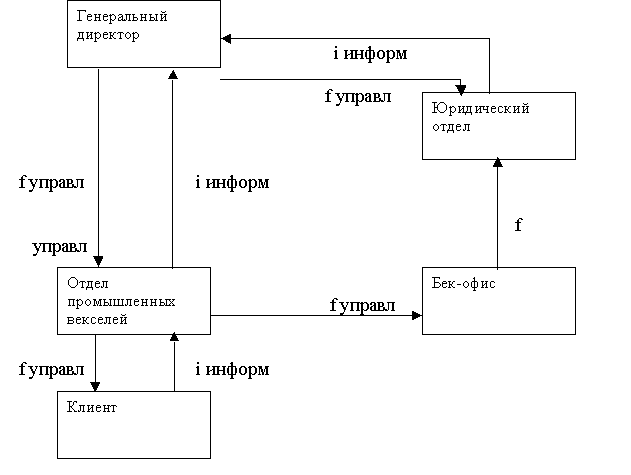 Генеральный
директор
i информ
f управл
Юридический
отдел
f управл
i информ
f
управл
Отдел
промышленных
векселей
Бек-офис
f управл
f управл
i информ
Клиент